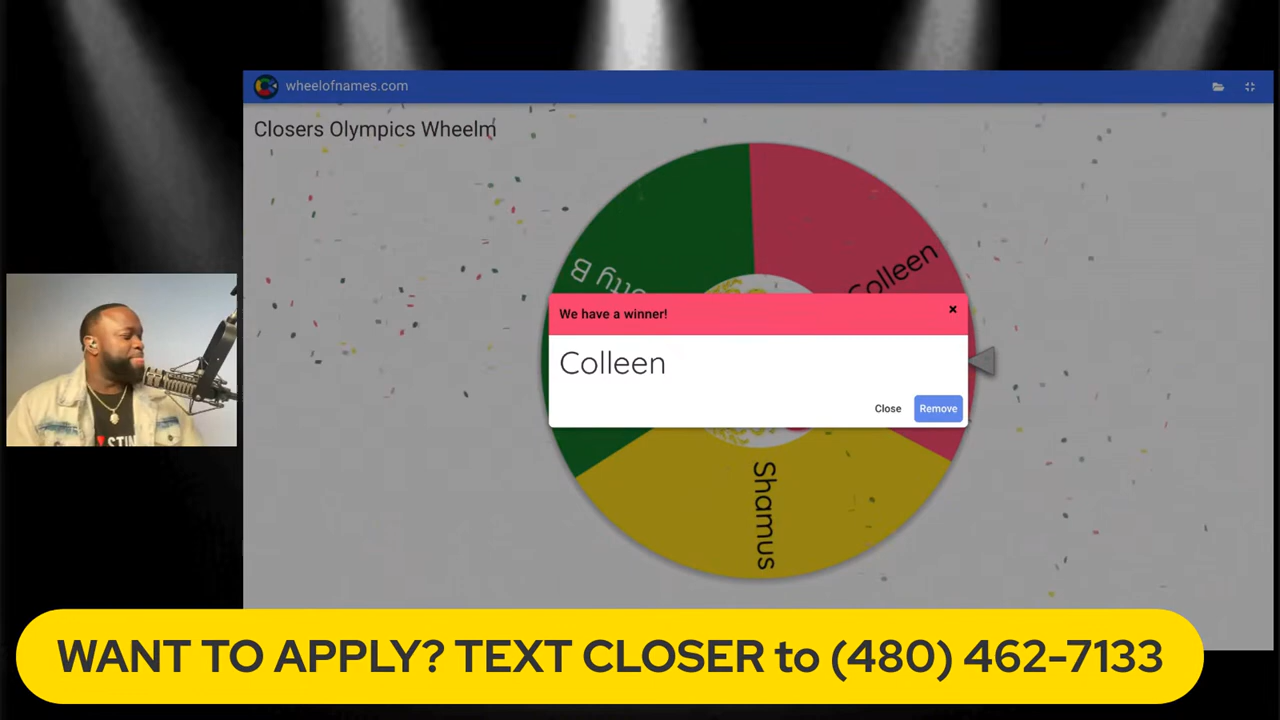 wheelofnames.com
Closers Olympics Wheelm
Colleen
We have a winner!
Colleen
Close Remove
Shamus
WANT TO APPLY? TEXT CLOSER to (480) 462-7133